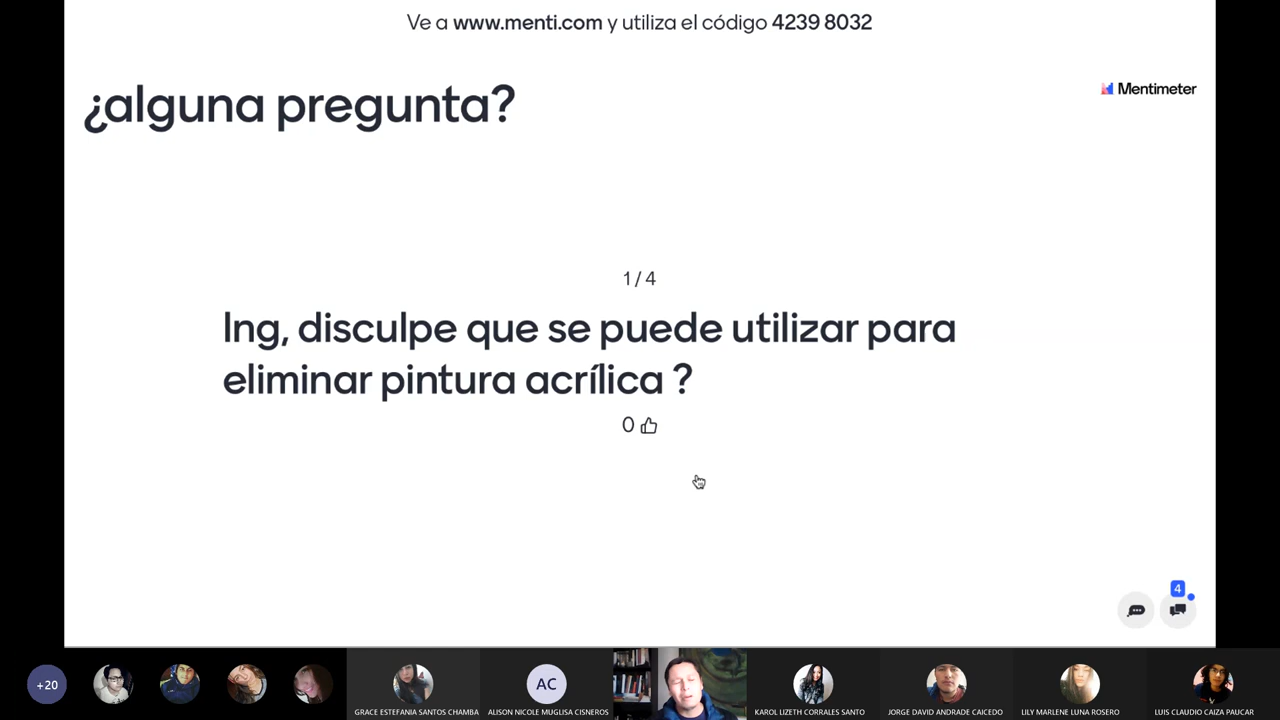 Ve a www.menti.com y utiliza el código 4239 8032
¿alguna pregunta?
Mentimeter
1 / 4
Ing, disculpe que se puede utilizar para
eliminar pintura acrílica ?
0
4
+20
GRACE ESTEFANIA SANTOS CHAMBA
AC
ALISON NICOLE MUGLISA CISNEROS
KAROL LIZETH CORRALES SANTO
JORGE DAVID ANDRADE CAICEDO
LILY MARLENE LUNA ROSERO
LUIS CLAUDIO CAIZA PAUCAR